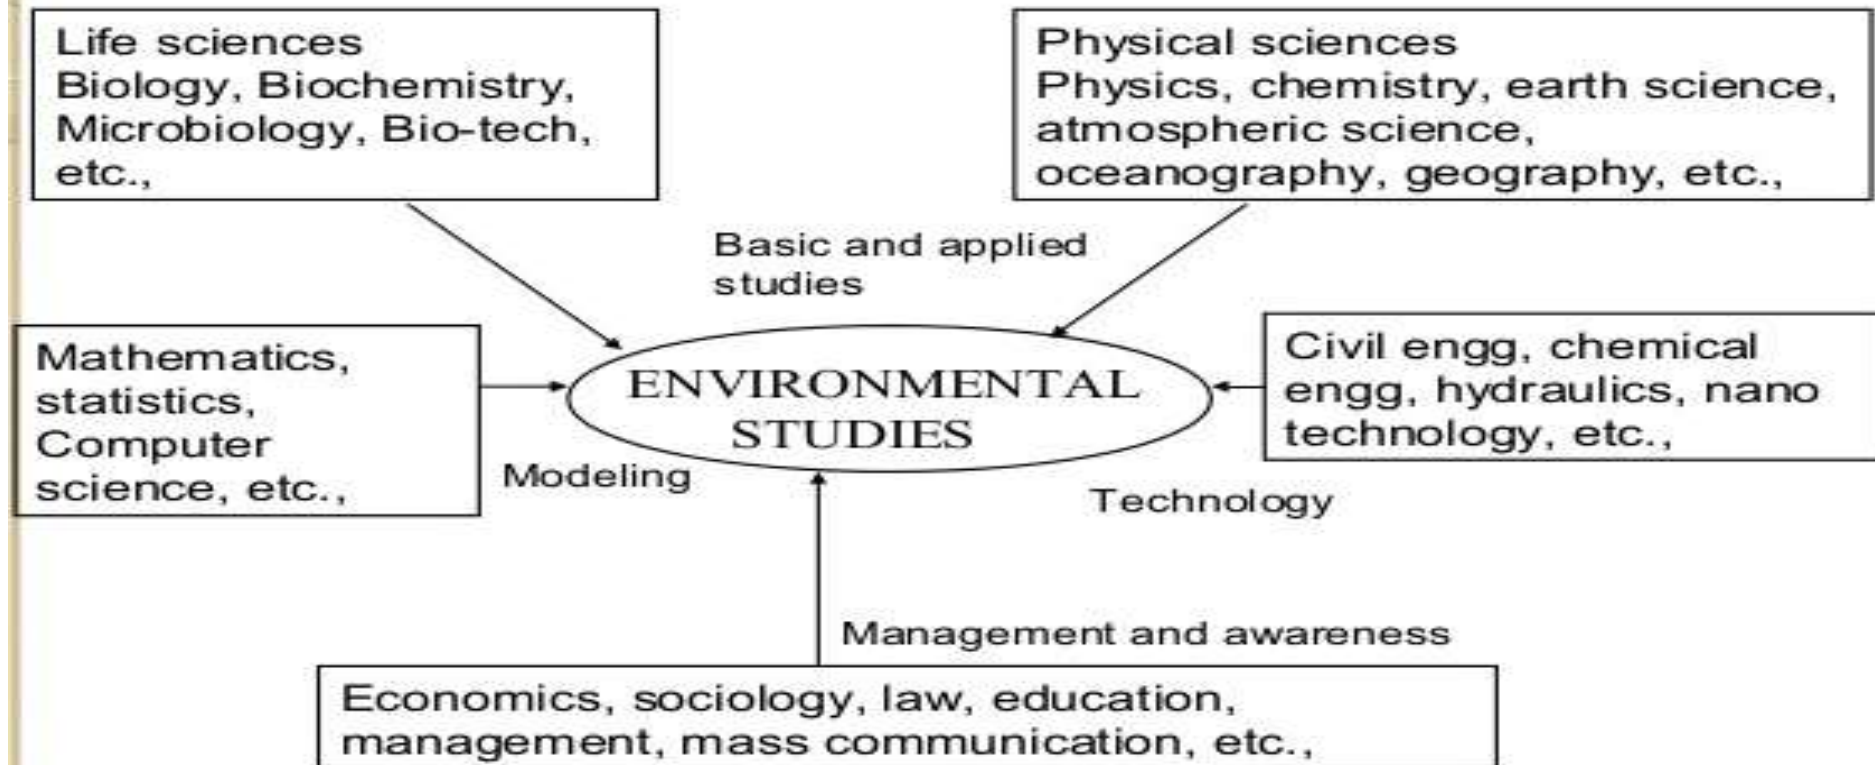 Life sciences
Biology, Biochemistry,
Microbiology, Bio-tech,
etc.,
Physical sciences
Physics, chemistry, earth science,
atmospheric science,
oceanography, geography, etc.,
Basic and applied
studies
Mathematics,
statistics,
Computer
science, etc.,
ENVIRONMENTAL
STUDIES
Civil engg, chemical
engg, hydraulics, nano
technology, etc.,
Modeling
Technology
Management and awareness
Economics, sociology, law, education,
management, mass communication, etc.,